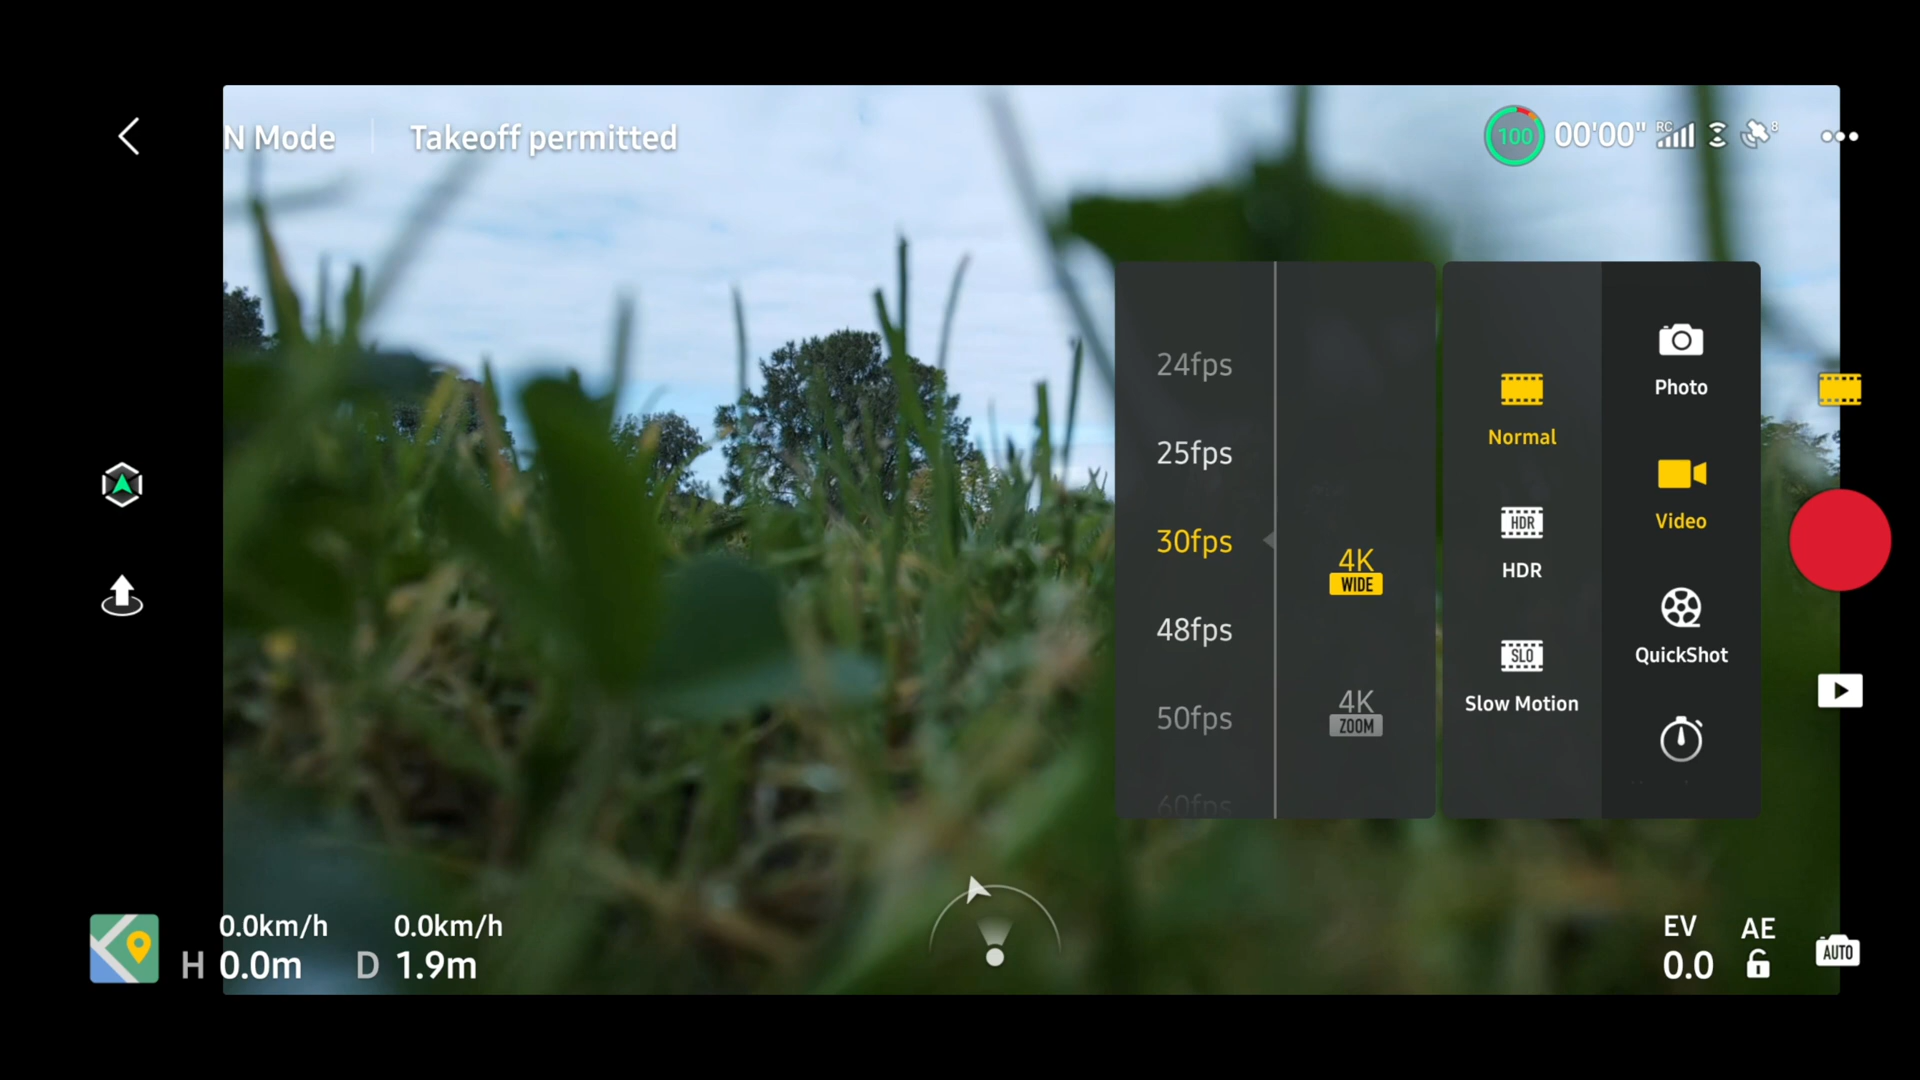 N Mode
Takeoff permitted
100
00'00"
RC
8
24fps
25fps
30fps
48fps
50fps
60fps
4K
WIDE
4K
ZOOM
Normal
HDR
HDR
SLO
Slow Motion
Photo
Video
QuickShot
0.0km/h
0.0km/h
H 0.0m
D 1.9m
EV
0.0
AE
AUTO